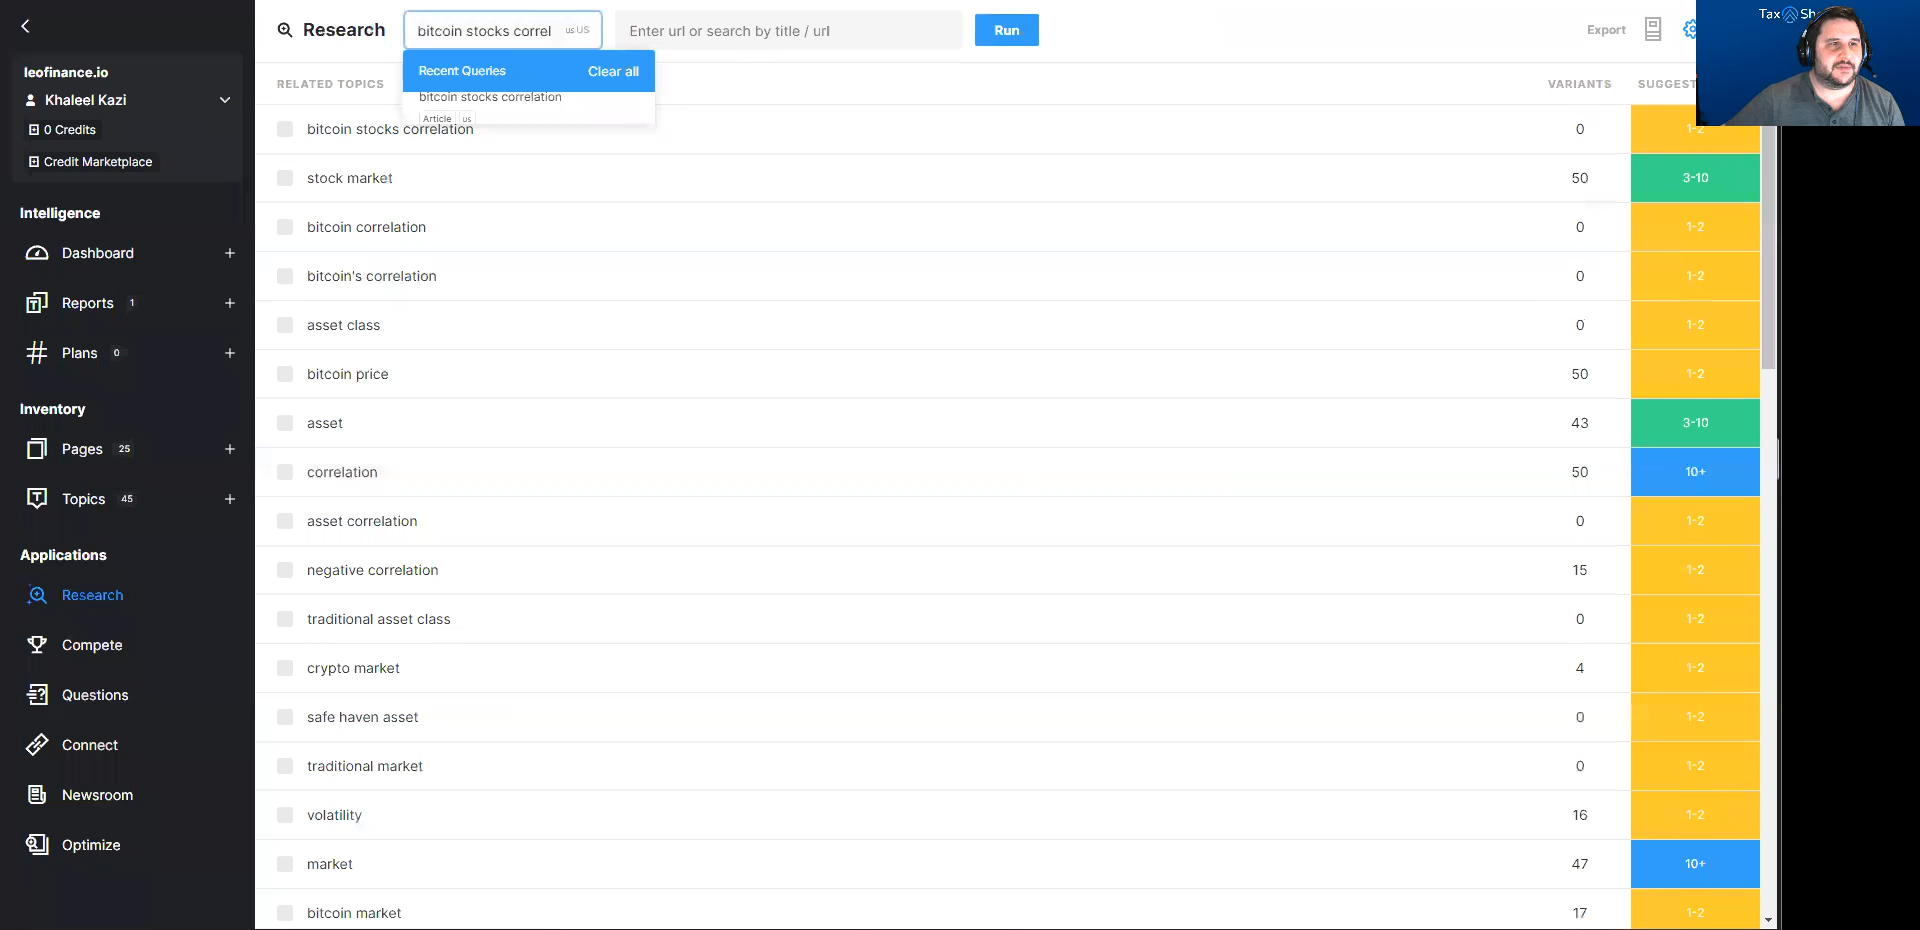 Research
bitcoin stocks correl
us US
Enter url or search by title / url
Run
Export
Tax
leofinance.io
Khaleel Kazi
0 Credits
Credit Marketplace
Recent Queries
Clear all
bitcoin stocks correlation
Article us
RELATED TOPICS
VARIANTS
SUGGEST
bitcoin stocks correlation 0 1-2
stock market 50 3-10
bitcoin correlation 0 1-2
bitcoin's correlation 0 1-2
asset class 0 1-2
bitcoin price 50 1-2
asset 43 3-10
correlation 50 10+
asset correlation 0 1-2
negative correlation 15 1-2
traditional asset class 0 1-2
crypto market 4 1-2
safe haven asset 0 1-2
traditional market 0 1-2
volatility 16 1-2
market 47 10+
bitcoin market 17 1-2
Intelligence
Dashboard +
Reports 1 +
Plans 0 +
Inventory
Pages 25 +
Topics 45 +
Applications
Research
Compete
Questions
Connect
Newsroom
Optimize